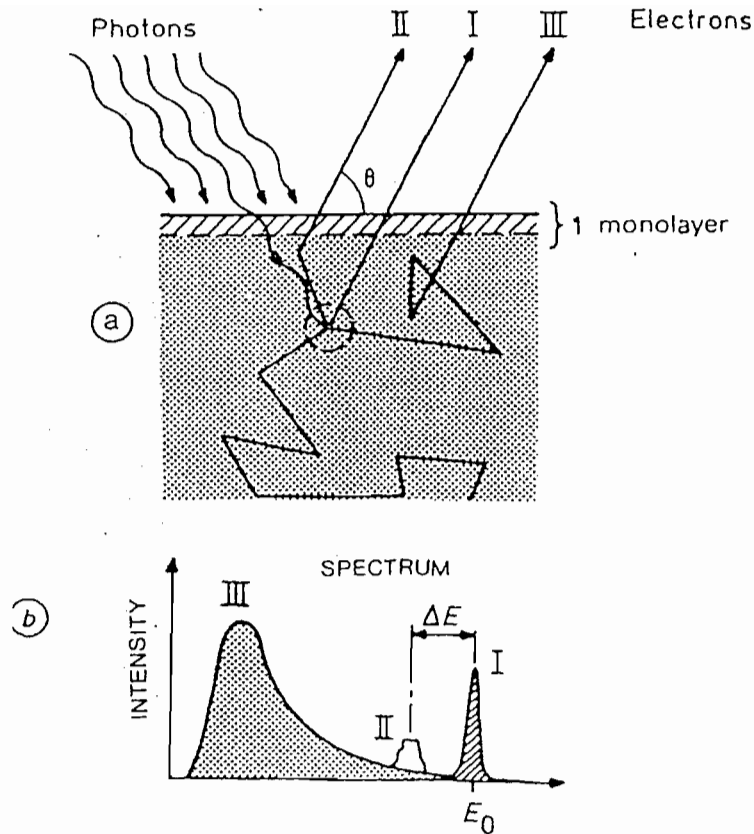 Photons II I III Electrons
θ
} 1 monolayer
a
SPECTRUM
b
III
ΔE
I
INTENSITY
II
E₀